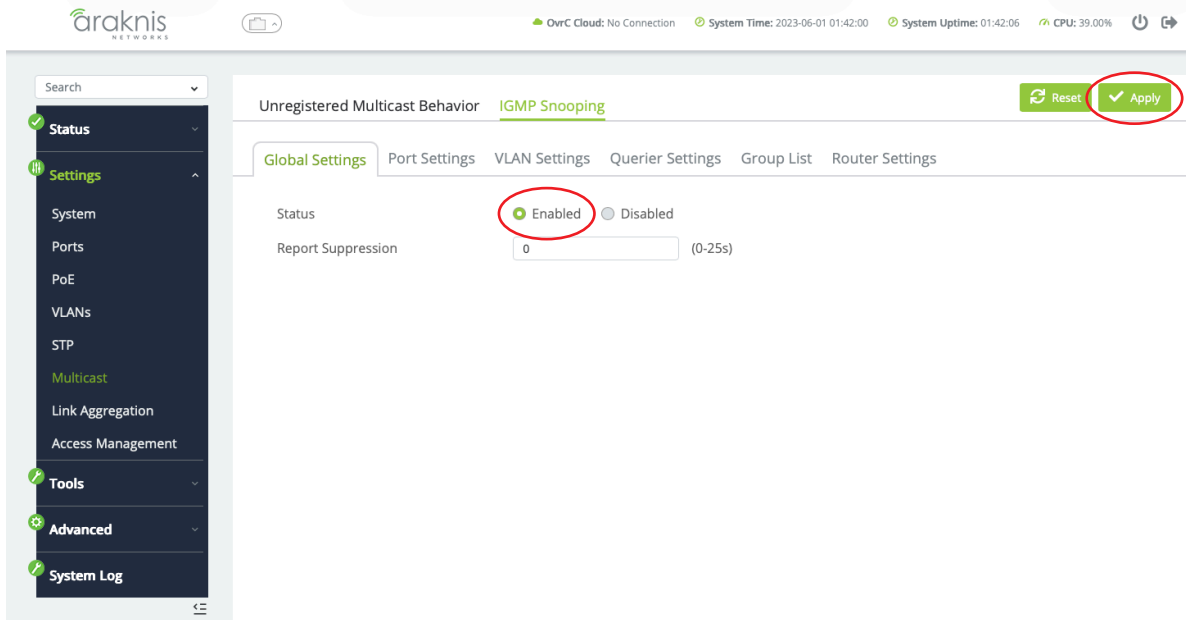 araknis
NETWORKS
OvrC Cloud: No Connection
System Time: 2023-06-01 01:42:00
System Uptime: 01:42:06
CPU: 39.00%
Search
Status
Settings
System
Ports
PoE
VLANs
STP
Multicast
Link Aggregation
Access Management
Tools
Advanced
System Log
Unregistered Multicast Behavior
IGMP Snooping
Reset
Apply
Global Settings
Port Settings
VLAN Settings
Querier Settings
Group List
Router Settings
Status
Enabled
Disabled
Report Suppression
0
(0-25s)